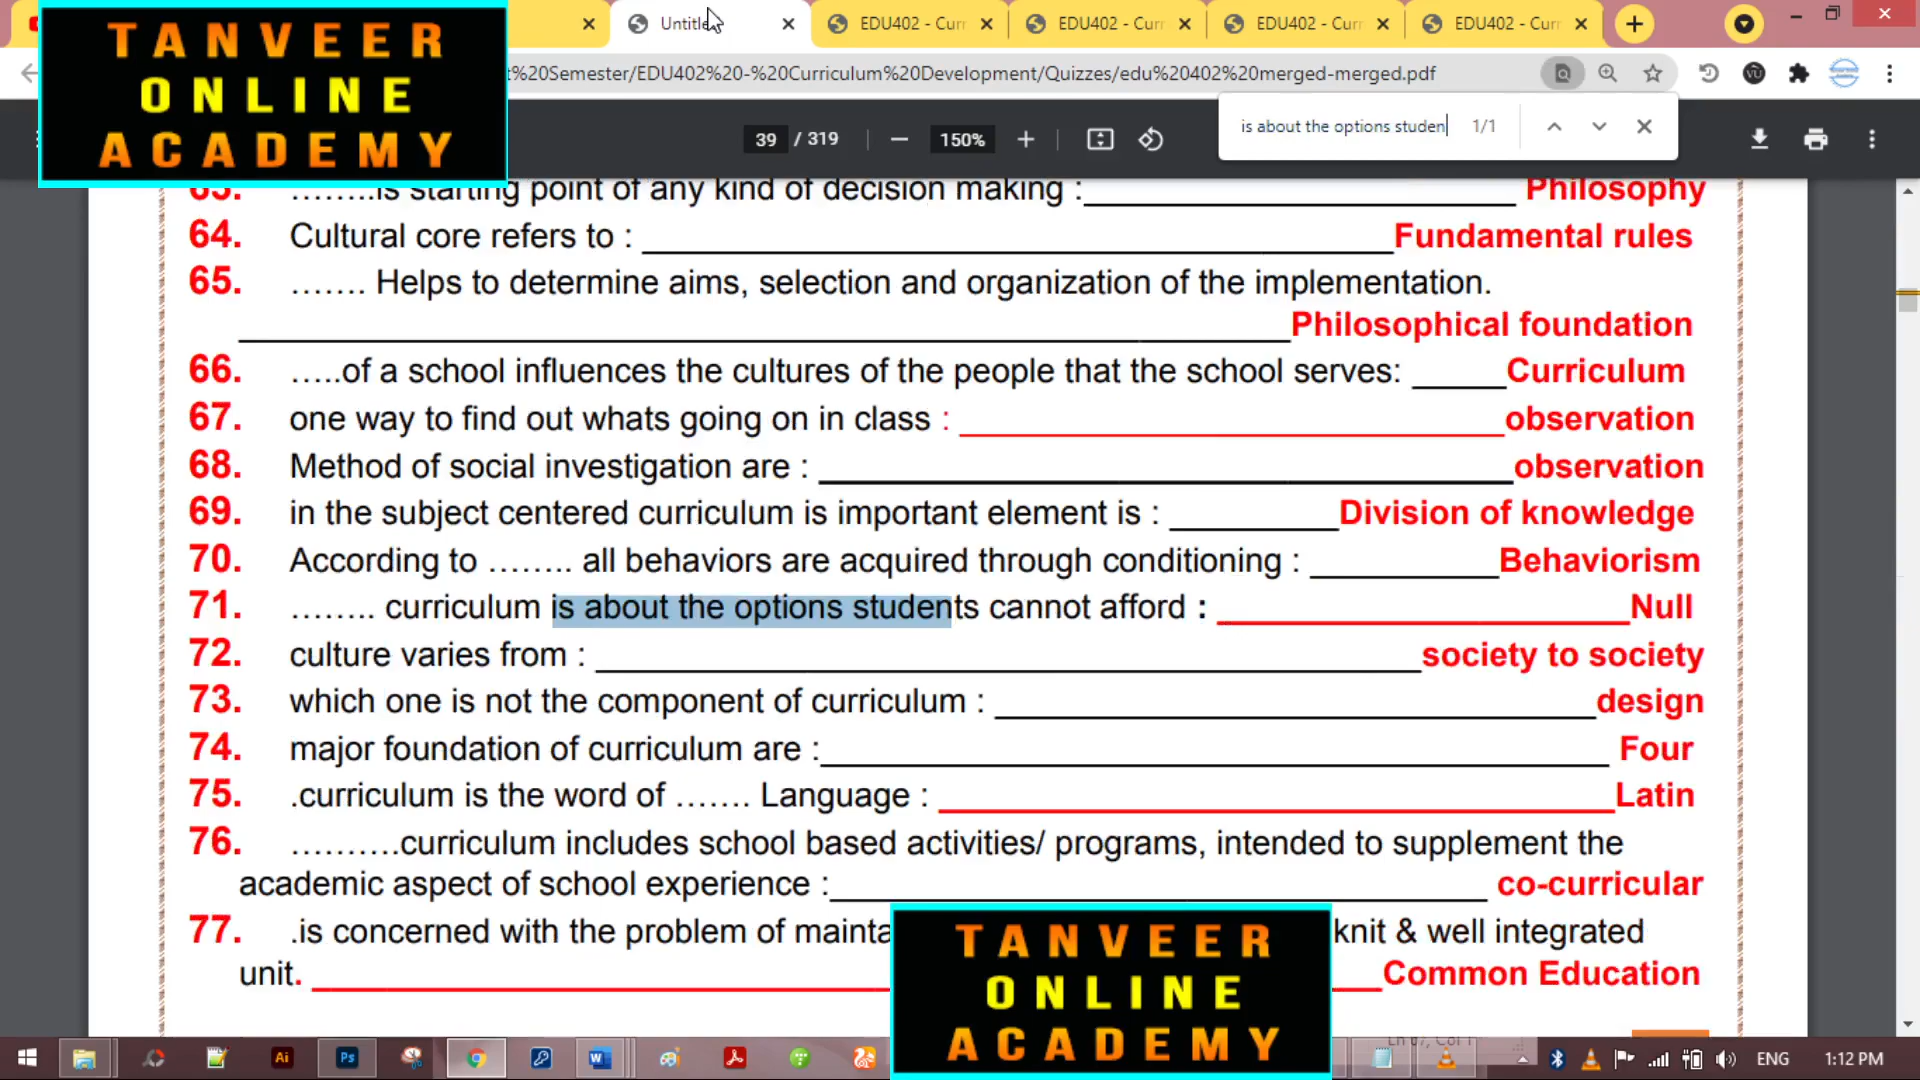 TANVEER
ONLINE
ACADEMY
Untitle
EDU402 - Curr
EDU402 - Curr
EDU402 - Curr
EDU402 - Curr
t%20Semester/EDU402%20-%20Curriculum%20Development/Quizzes/edu%20402%20merged-merged.pdf
is about the options studen 1/1
39 / 319 150%
63. ……..is starting point of any kind of decision making : Philosophy
64. Cultural core refers to : Fundamental rules
65. ……. Helps to determine aims, selection and organization of the implementation.
Philosophical foundation
66. …..of a school influences the cultures of the people that the school serves: Curriculum
67. one way to find out whats going on in class : observation
68. Method of social investigation are : observation
69. in the subject centered curriculum is important element is : Division of knowledge
70. According to …….. all behaviors are acquired through conditioning : Behaviorism
71. …….. curriculum is about the options students cannot afford : Null
72. culture varies from : society to society
73. which one is not the component of curriculum : design
74. major foundation of curriculum are : Four
75. .curriculum is the word of ……. Language : Latin
76. ……….curriculum includes school based activities/ programs, intended to supplement the
academic aspect of school experience : co-curricular
77. .is concerned with the problem of mainta knit & well integrated
unit. Common Education
TANVEER
ONLINE
ACADEMY
ENG 1:12 PM